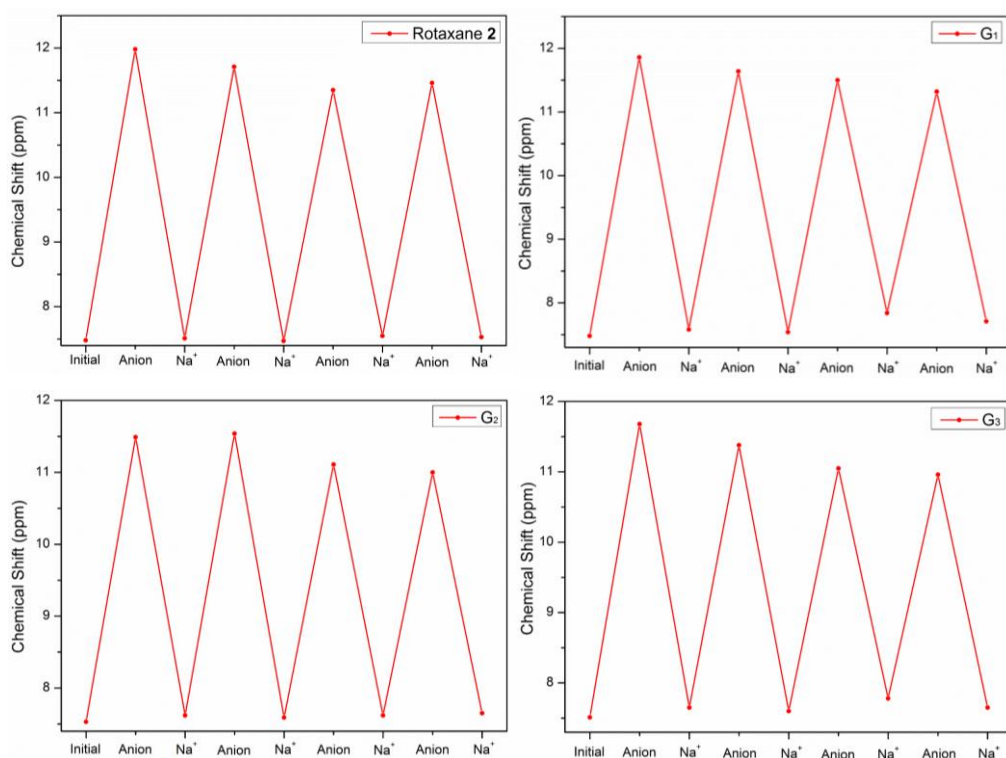 Rotaxane 2
Chemical Shift (ppm)
12
11
10
9
8
Initial Anion Na⁺ Anion Na⁺ Anion Na⁺ Anion Na⁺
G₁
Chemical Shift (ppm)
12
11
10
9
8
Initial Anion Na⁺ Anion Na⁺ Anion Na⁺ Anion Na⁺
G₂
Chemical Shift (ppm)
12
11
10
9
8
Initial Anion Na⁺ Anion Na⁺ Anion Na⁺ Anion Na⁺
G₃
Chemical Shift (ppm)
12
11
10
9
8
Initial Anion Na⁺ Anion Na⁺ Anion Na⁺ Anion Na⁺